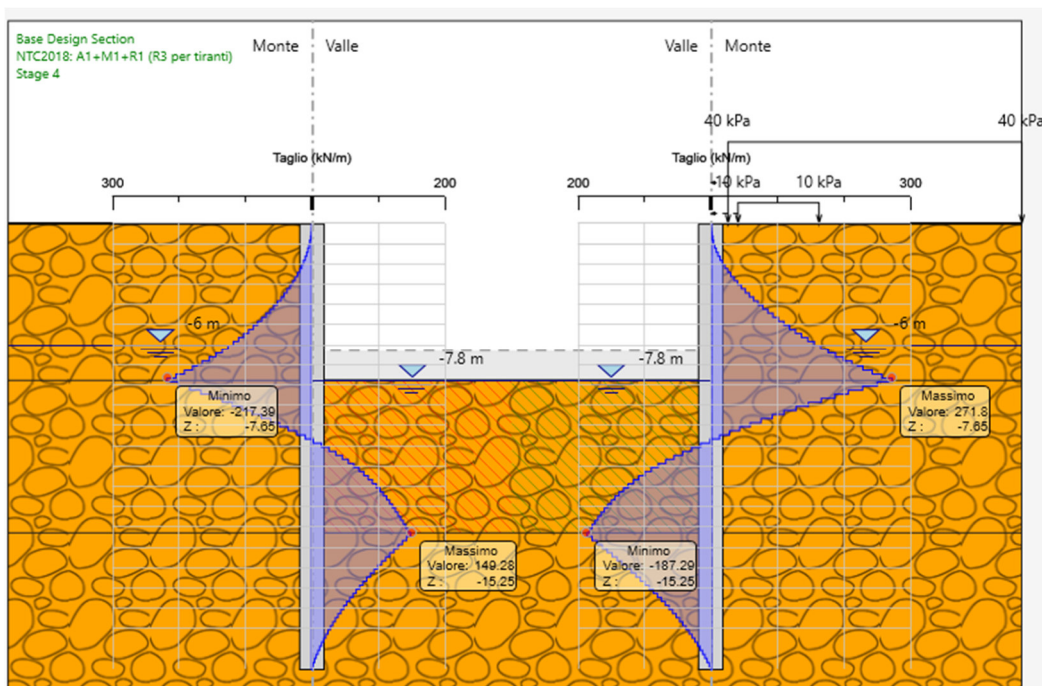 Base Design Section
NTC2018: A1+M1+R1 (R3 per tiranti)
Stage 4
Monte Valle
Valle Monte
40 kPa 40 kPa
Taglio (kN/m) Taglio (kN/m)
10 kPa 10 kPa
300 200 200 300
-6 m -6 m
-7.8 m -7.8 m
Minimo
Valore: -217.39
Z : -7.65
Massimo
Valore: 271.8
Z : -7.65
Massimo
Valore: 149.28
Z : -15.25
Minimo
Valore: -187.29
Z : -15.25